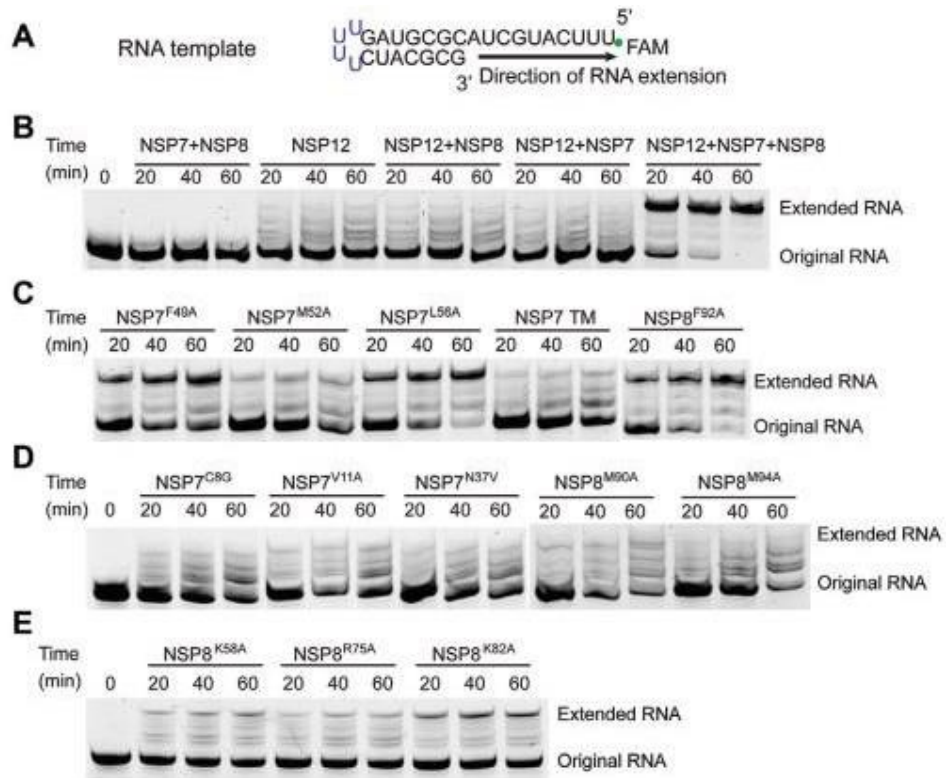 A
RNA template
UUGAUGCGCAUCGUACUUU 5'
FAM
UUCUACGCG
3' Direction of RNA extension
B
Time NSP7+NSP8 NSP12 NSP12+NSP8 NSP12+NSP7 NSP12+NSP7+NSP8
(min) 0 20 40 60 20 40 60 20 40 60 20 40 60 20 40 60
Extended RNA
Original RNA
C
Time NSP7F49A NSP7M52A NSP7L56A NSP7 TM NSP8F92A
(min) 20 40 60 20 40 60 20 40 60 20 40 60 20 40 60
Extended RNA
Original RNA
D
Time NSP7C8G NSP7V11A NSP7N37V NSP8M90A NSP8M94A
(min) 0 20 40 60 20 40 60 20 40 60 20 40 60 20 40 60
Extended RNA
Original RNA
E
Time NSP8K58A NSP8R75A NSP8K82A
(min) 0 20 40 60 20 40 60 20 40 60
Extended RNA
Original RNA